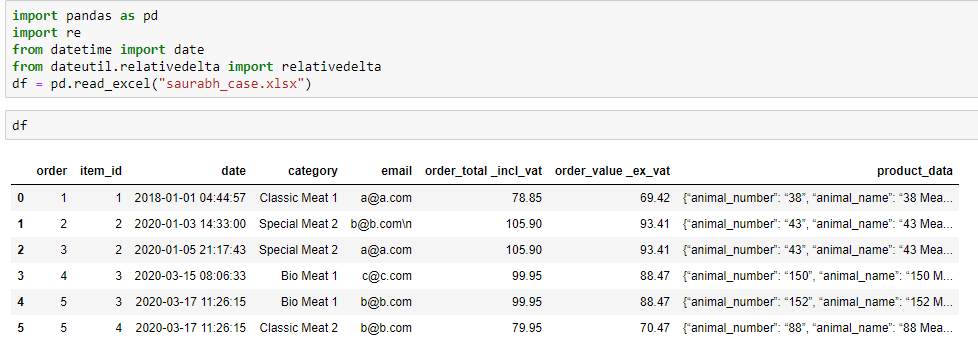 import pandas as pd
import re
from datetime import date
from dateutil.relativedelta import relativedelta
df = pd.read_excel("saurabh_case.xlsx")
df
order item_id date category email order_total _incl_vat order_value _ex_vat product_data
0 1 1 2018-01-01 04:44:57 Classic Meat 1 a@a.com 78.85 69.42 {“animal_number”: “38”, “animal_name”: “38 Mea...
1 2 2 2020-01-03 14:33:00 Special Meat 2 b@b.com\n 105.90 93.41 {“animal_number”: “43”, “animal_name”: “43 Mea...
2 3 2 2020-01-05 21:17:43 Special Meat 2 a@a.com 105.90 93.41 {“animal_number”: “43”, “animal_name”: “43 Mea...
3 4 3 2020-03-15 08:06:33 Bio Meat 1 c@c.com 99.95 88.47 {“animal_number”: “150”, “animal_name”: “150 M...
4 5 3 2020-03-17 11:26:15 Bio Meat 1 b@b.com 99.95 88.47 {“animal_number”: “152”, “animal_name”: “152 M...
5 5 4 2020-03-17 11:26:15 Classic Meat 2 b@b.com 79.95 70.47 {“animal_number”: “88”, “animal_name”: “88 Mea...